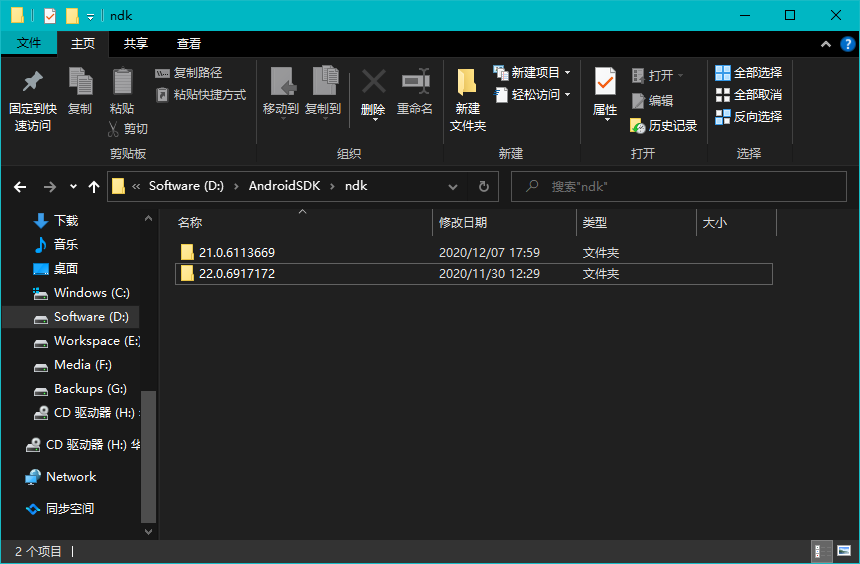 ndk
文件 主页 共享 查看
固定到快速访问
复制
粘贴
复制路径
粘贴快捷方式
剪切
剪贴板
移动到 复制到 删除 重命名
组织
新建文件夹
新建项目
轻松访问
新建
属性
打开
编辑
历史记录
打开
全部选择
全部取消
反向选择
选择
« Software (D:) › AndroidSDK › ndk
搜索"ndk"
下载
音乐
桌面
Windows (C:)
Software (D:)
Workspace (E:)
Media (F:)
Backups (G:)
CD 驱动器 (H:)
CD 驱动器 (H:) 华
Network
同步空间
名称 修改日期 类型 大小
21.0.6113669 2020/12/07 17:59 文件夹
22.0.6917172 2020/11/30 12:29 文件夹
2 个项目